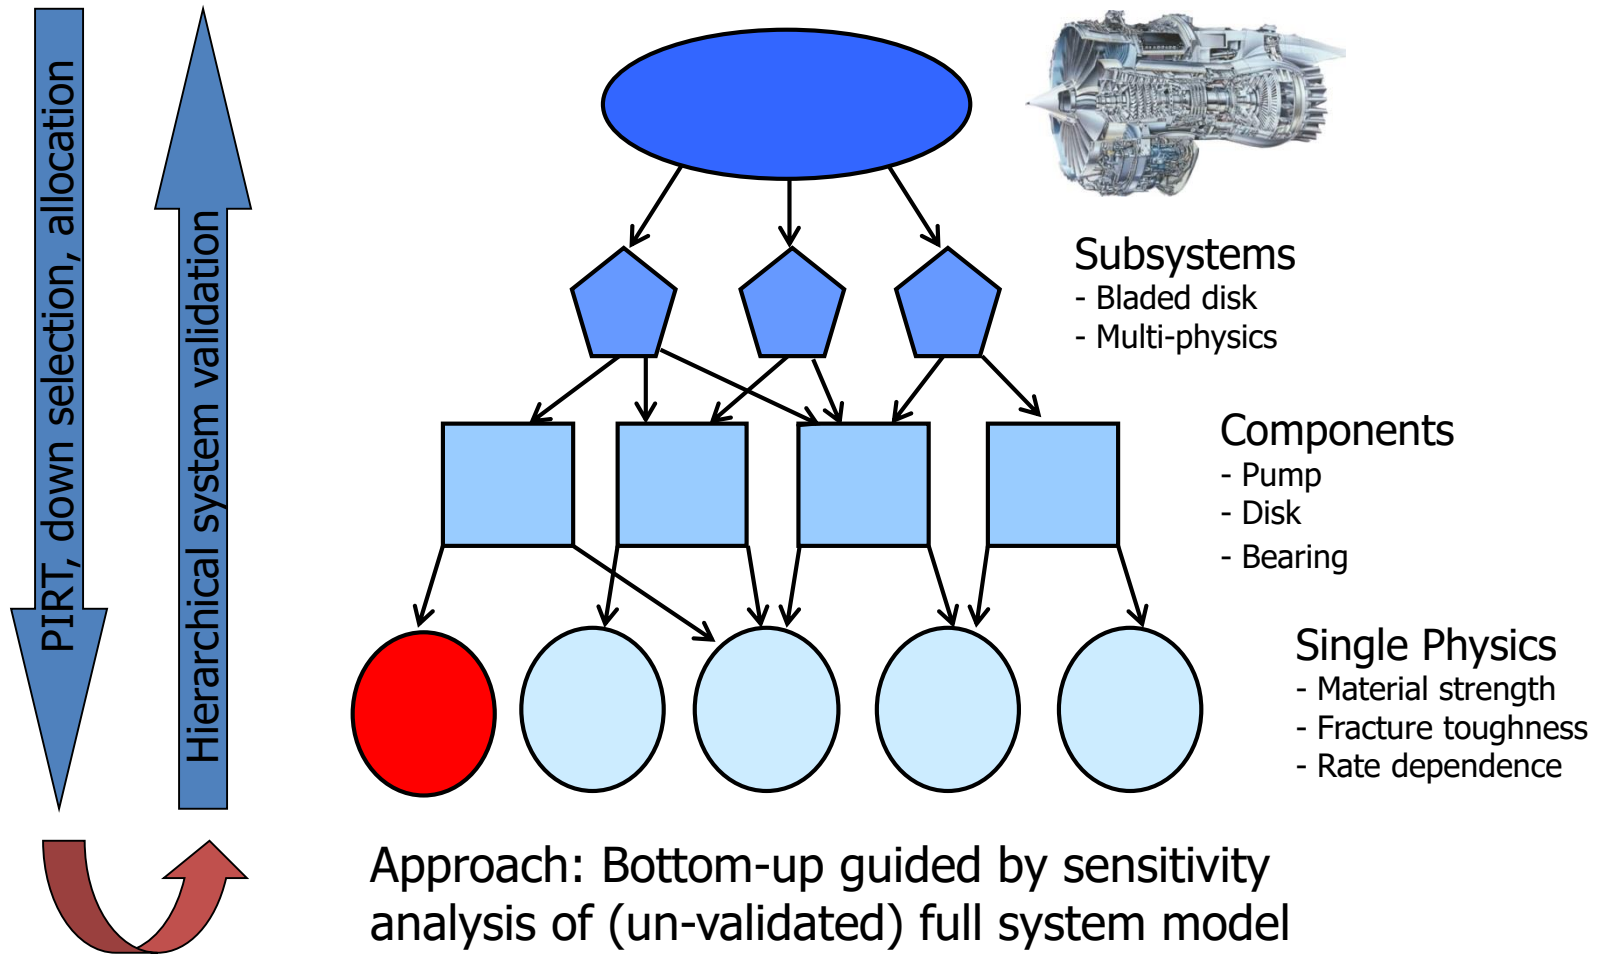 PIRT, down selection, allocation
Hierarchical system validation
Subsystems
- Bladed disk
- Multi-physics
Components
- Pump
- Disk
- Bearing
Single Physics
- Material strength
- Fracture toughness
- Rate dependence
Approach: Bottom-up guided by sensitivity
analysis of (un-validated) full system model